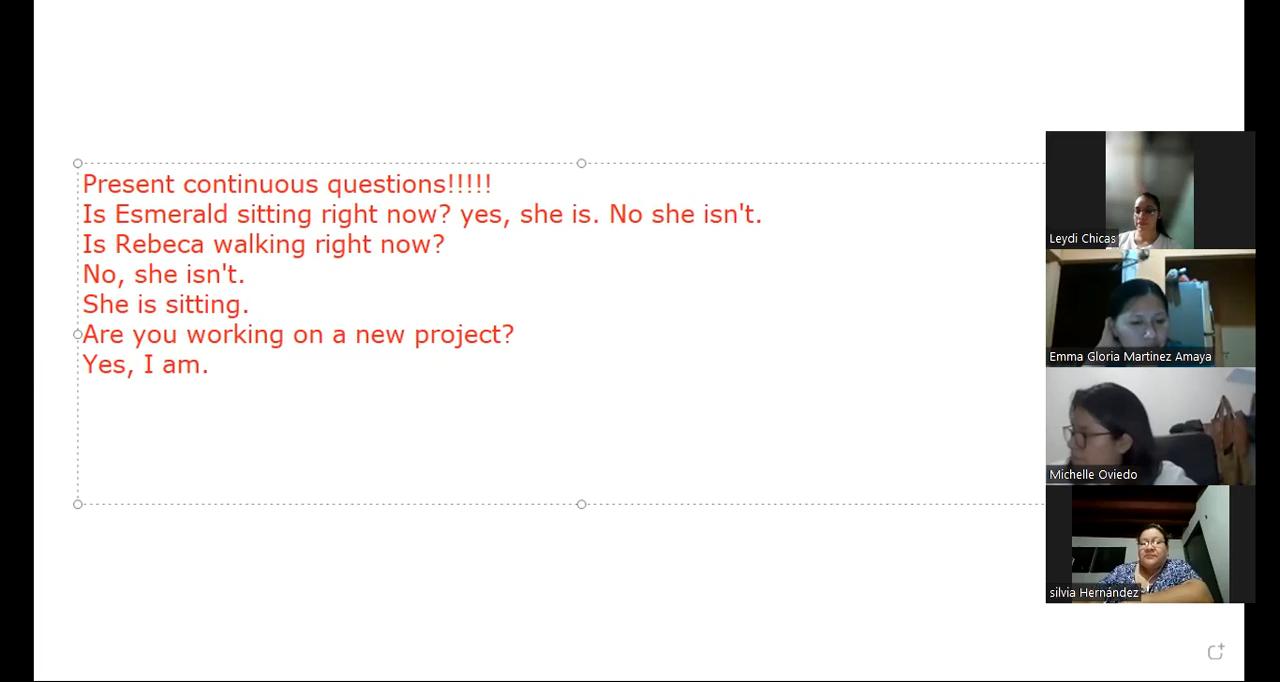 Present continuous questions!!!!!
Is Esmerald sitting right now? yes, she is. No she isn't.
Is Rebeca walking right now?
No, she isn't.
She is sitting.
Are you working on a new project?
Yes, I am.
Leydi Chicas
Emma Gloria Martinez Amaya
Michelle Oviedo
silvia Hernández